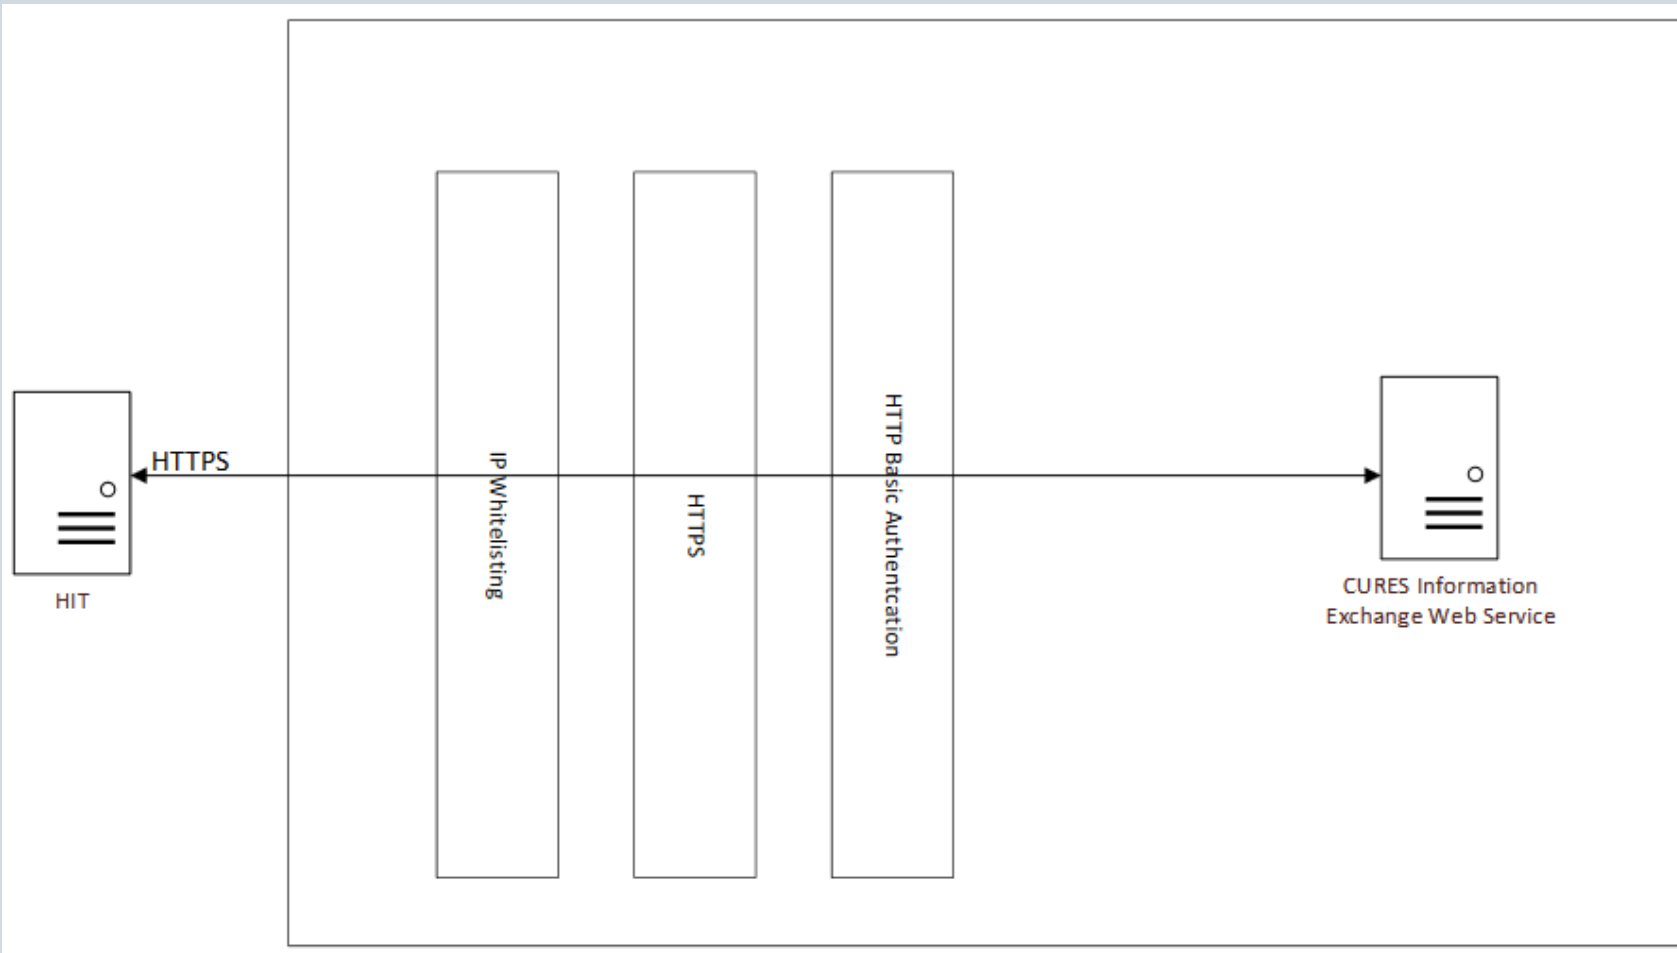 HTTPS
HIT
IP Whitelisting
HTTPS
HTTP Basic Authentcation
CURES Information
Exchange Web Service